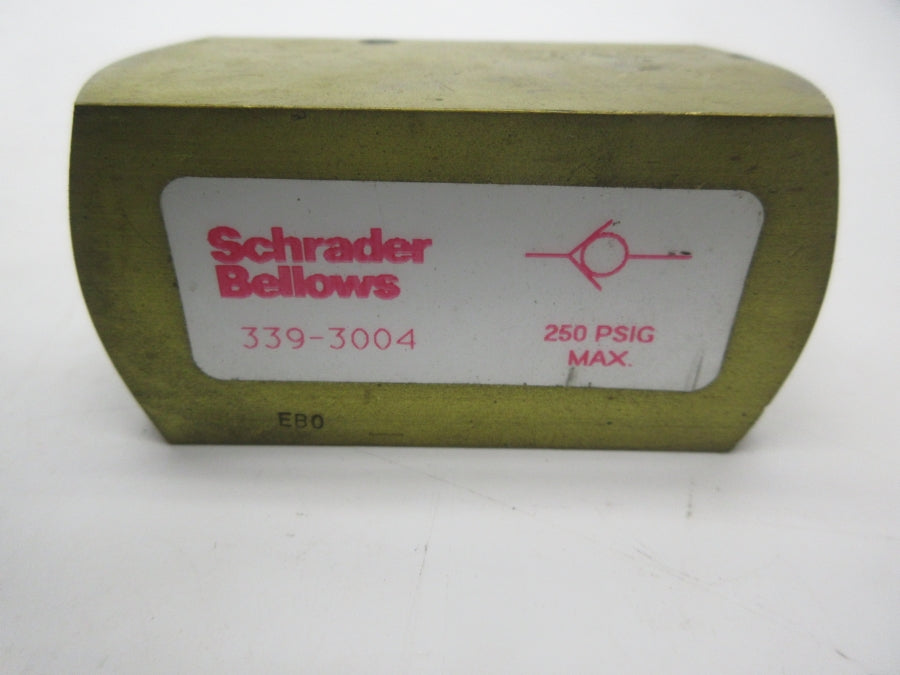 Schrader
Bellows
339-3004
250 PSIG
MAX.
EBO